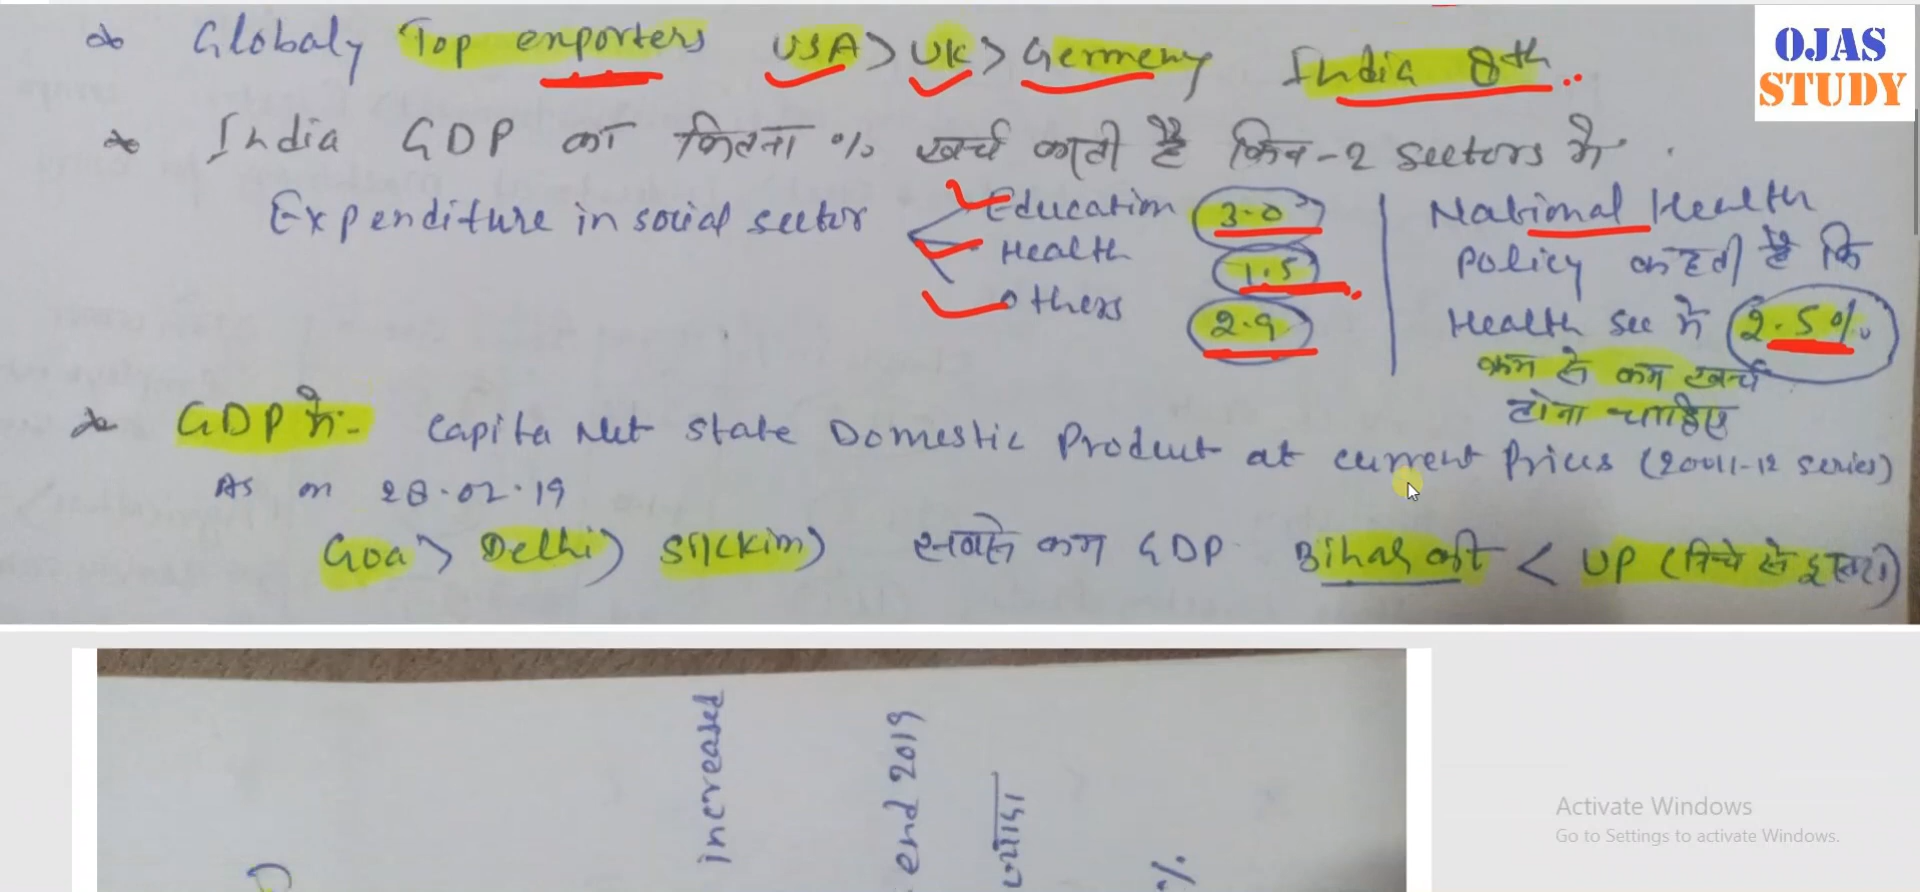 Globaly Top exporters USA > UK > Germeny India 8th
OJAS
STUDY
India GDP का कितना % खर्च करती है किन-2 sectors में.
Expenditure in social sector
Education 3.0
Health 1.5
Others 2.9
National Health
Policy कहती है कि
Health sec में 2.5%
कम से कम खर्च
होना चाहिए
GDP में- Capita Net State Domestic Product at current Prices (20011-12 series)
As on 28.02.19
Goa > Delhi > Sickim > सबसे कम GDP Bihar की < UP (निचे से दूसरा)
increased
end 2019
ज्यादा
%
Activate Windows
Go to Settings to activate Windows.